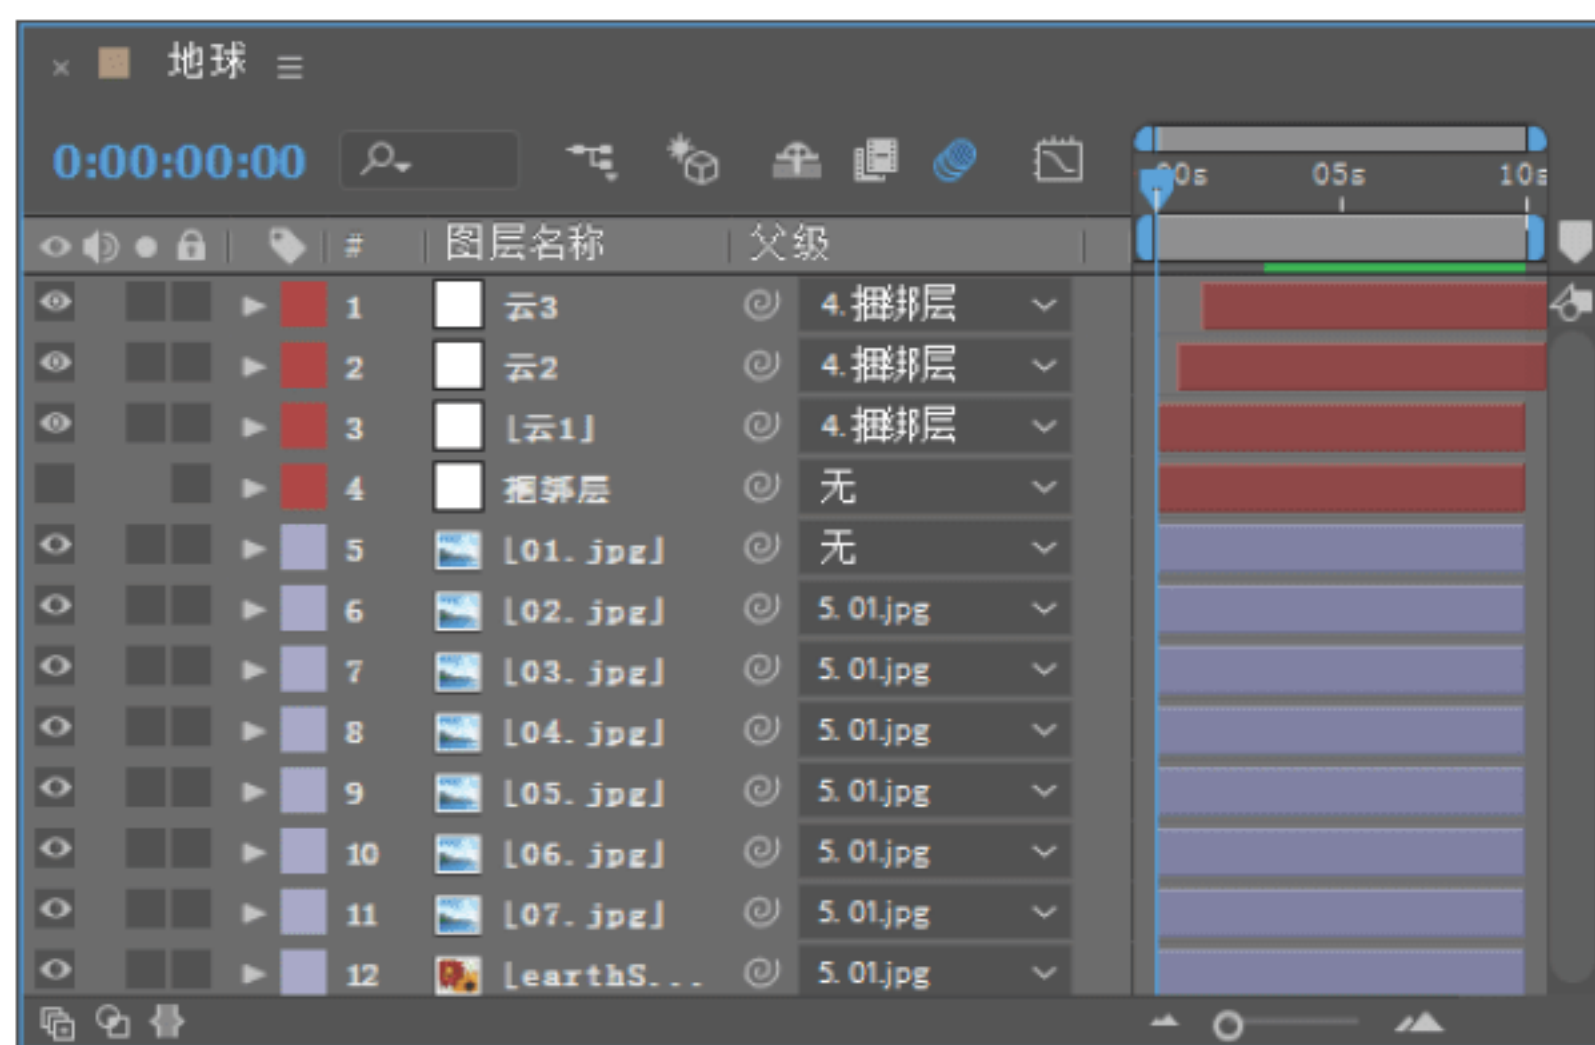 地球
0:00:00:00
00s 05s 10s
# 图层名称 父级
1 云3 4. 捆绑层
2 云2 4. 捆绑层
3 [云1] 4. 捆绑层
4 捆绑层 无
5 [01.jpg] 无
6 [02.jpg] 5. 01.jpg
7 [03.jpg] 5. 01.jpg
8 [04.jpg] 5. 01.jpg
9 [05.jpg] 5. 01.jpg
10 [06.jpg] 5. 01.jpg
11 [07.jpg] 5. 01.jpg
12 [earthS... 5. 01.jpg